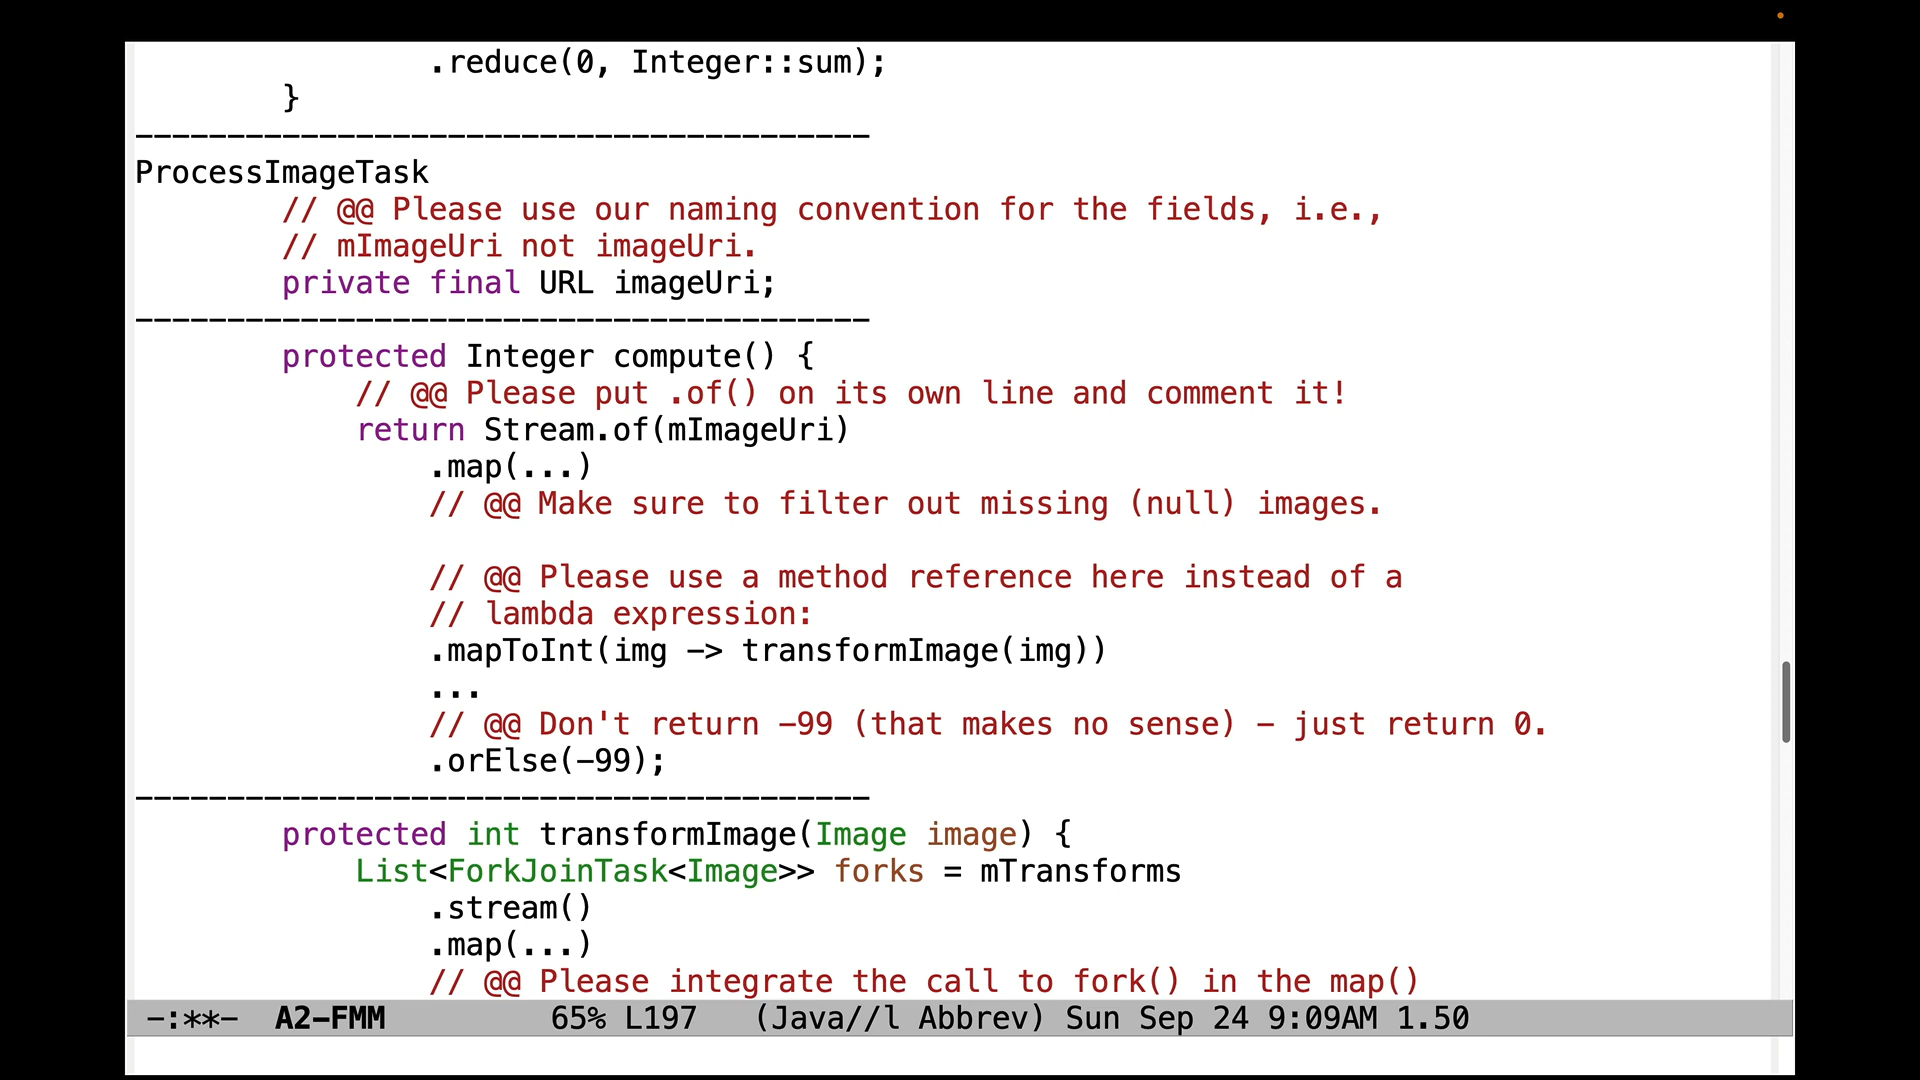 .reduce(0, Integer::sum);
}
----------------------------------------
ProcessImageTask
// @@ Please use our naming convention for the fields, i.e.,
// mImageUri not imageUri.
private final URL imageUri;
----------------------------------------
protected Integer compute() {
// @@ Please put .of() on its own line and comment it!
return Stream.of(mImageUri)
.map(...)
// @@ Make sure to filter out missing (null) images.
// @@ Please use a method reference here instead of a
// lambda expression:
.mapToInt(img -> transformImage(img))
...
// @@ Don't return -99 (that makes no sense) - just return 0.
.orElse(-99);
----------------------------------------
protected int transformImage(Image image) {
List<ForkJoinTask<Image>> forks = mTransforms
.stream()
.map(...)
// @@ Please integrate the call to fork() in the map()
-:**- A2-FMM 65% L197 (Java//l Abbrev) Sun Sep 24 9:09AM 1.50